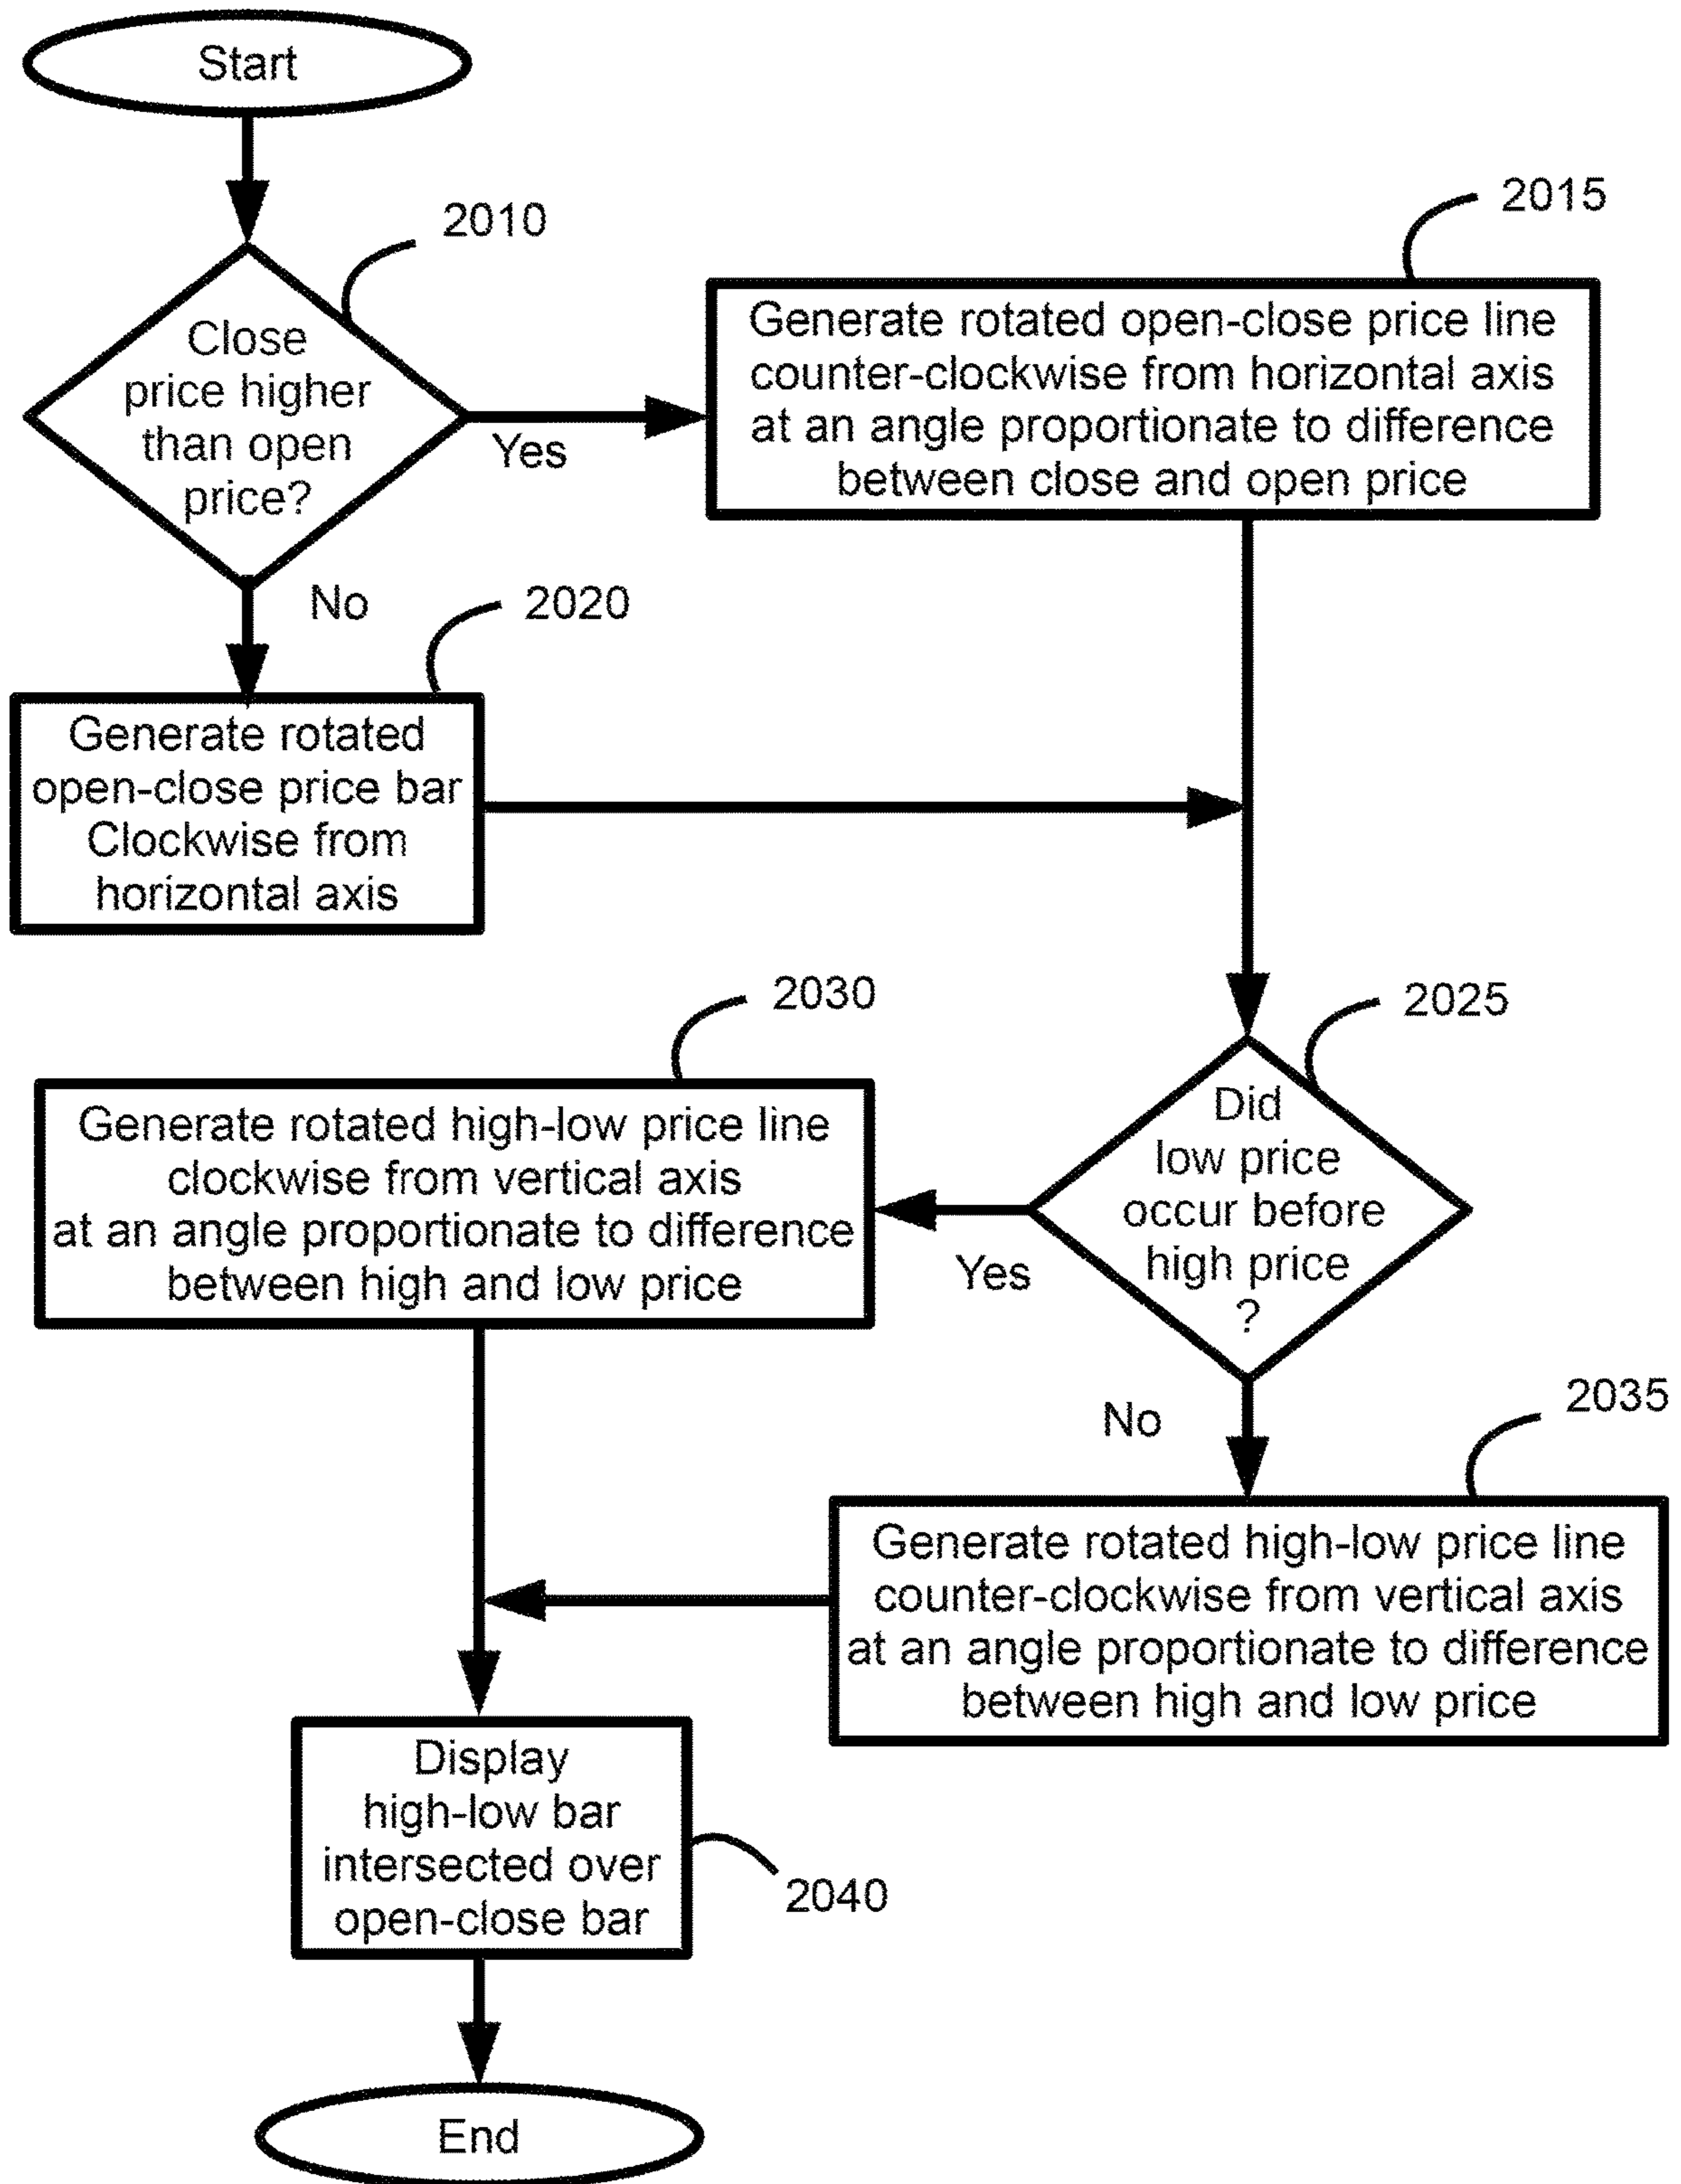 Start
2010
Close
price higher
than open
price?
Yes
2015
Generate rotated open-close price line
counter-clockwise from horizontal axis
at an angle proportionate to difference
between close and open price
No
2020
Generate rotated
open-close price bar
Clockwise from
horizontal axis
2025
Did
low price
occur before
high price
?
Yes
2030
Generate rotated high-low price line
clockwise from vertical axis
at an angle proportionate to difference
between high and low price
No
2035
Generate rotated high-low price line
counter-clockwise from vertical axis
at an angle proportionate to difference
between high and low price
Display
high-low bar
intersected over
open-close bar
2040
End